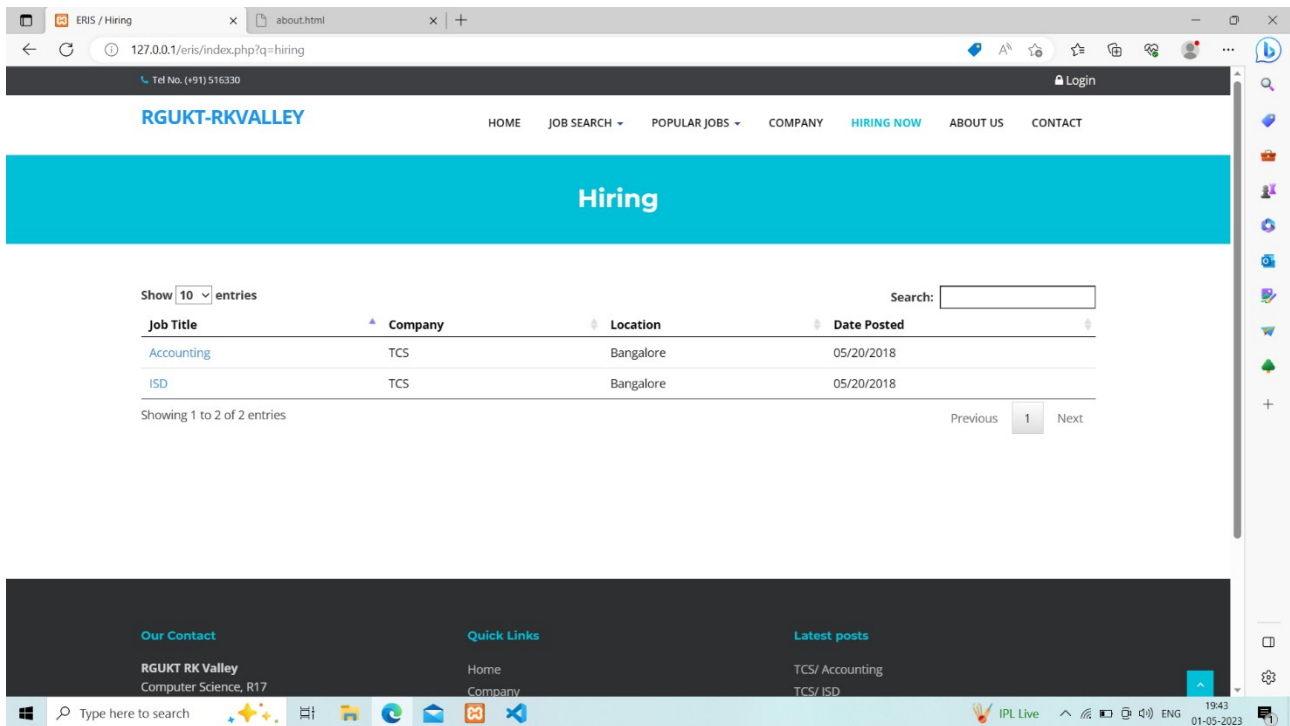 ERIS / Hiring
about.html
127.0.0.1/eris/index.php?q=hiring
Tel No. (+91) 516330
Login
RGUKT-RKVALLEY
HOME JOB SEARCH POPULAR JOBS COMPANY HIRING NOW ABOUT US CONTACT
Hiring
Show 10 entries
Search:
Job Title Company Location Date Posted
Accounting TCS Bangalore 05/20/2018
ISD TCS Bangalore 05/20/2018
Showing 1 to 2 of 2 entries
Previous 1 Next
Our Contact Quick Links Latest posts
RGUKT RK Valley Home TCS/ Accounting
Computer Science, R17 Company TCS/ ISD
Type here to search
IPL Live
ENG
19:43
01-05-2023
1